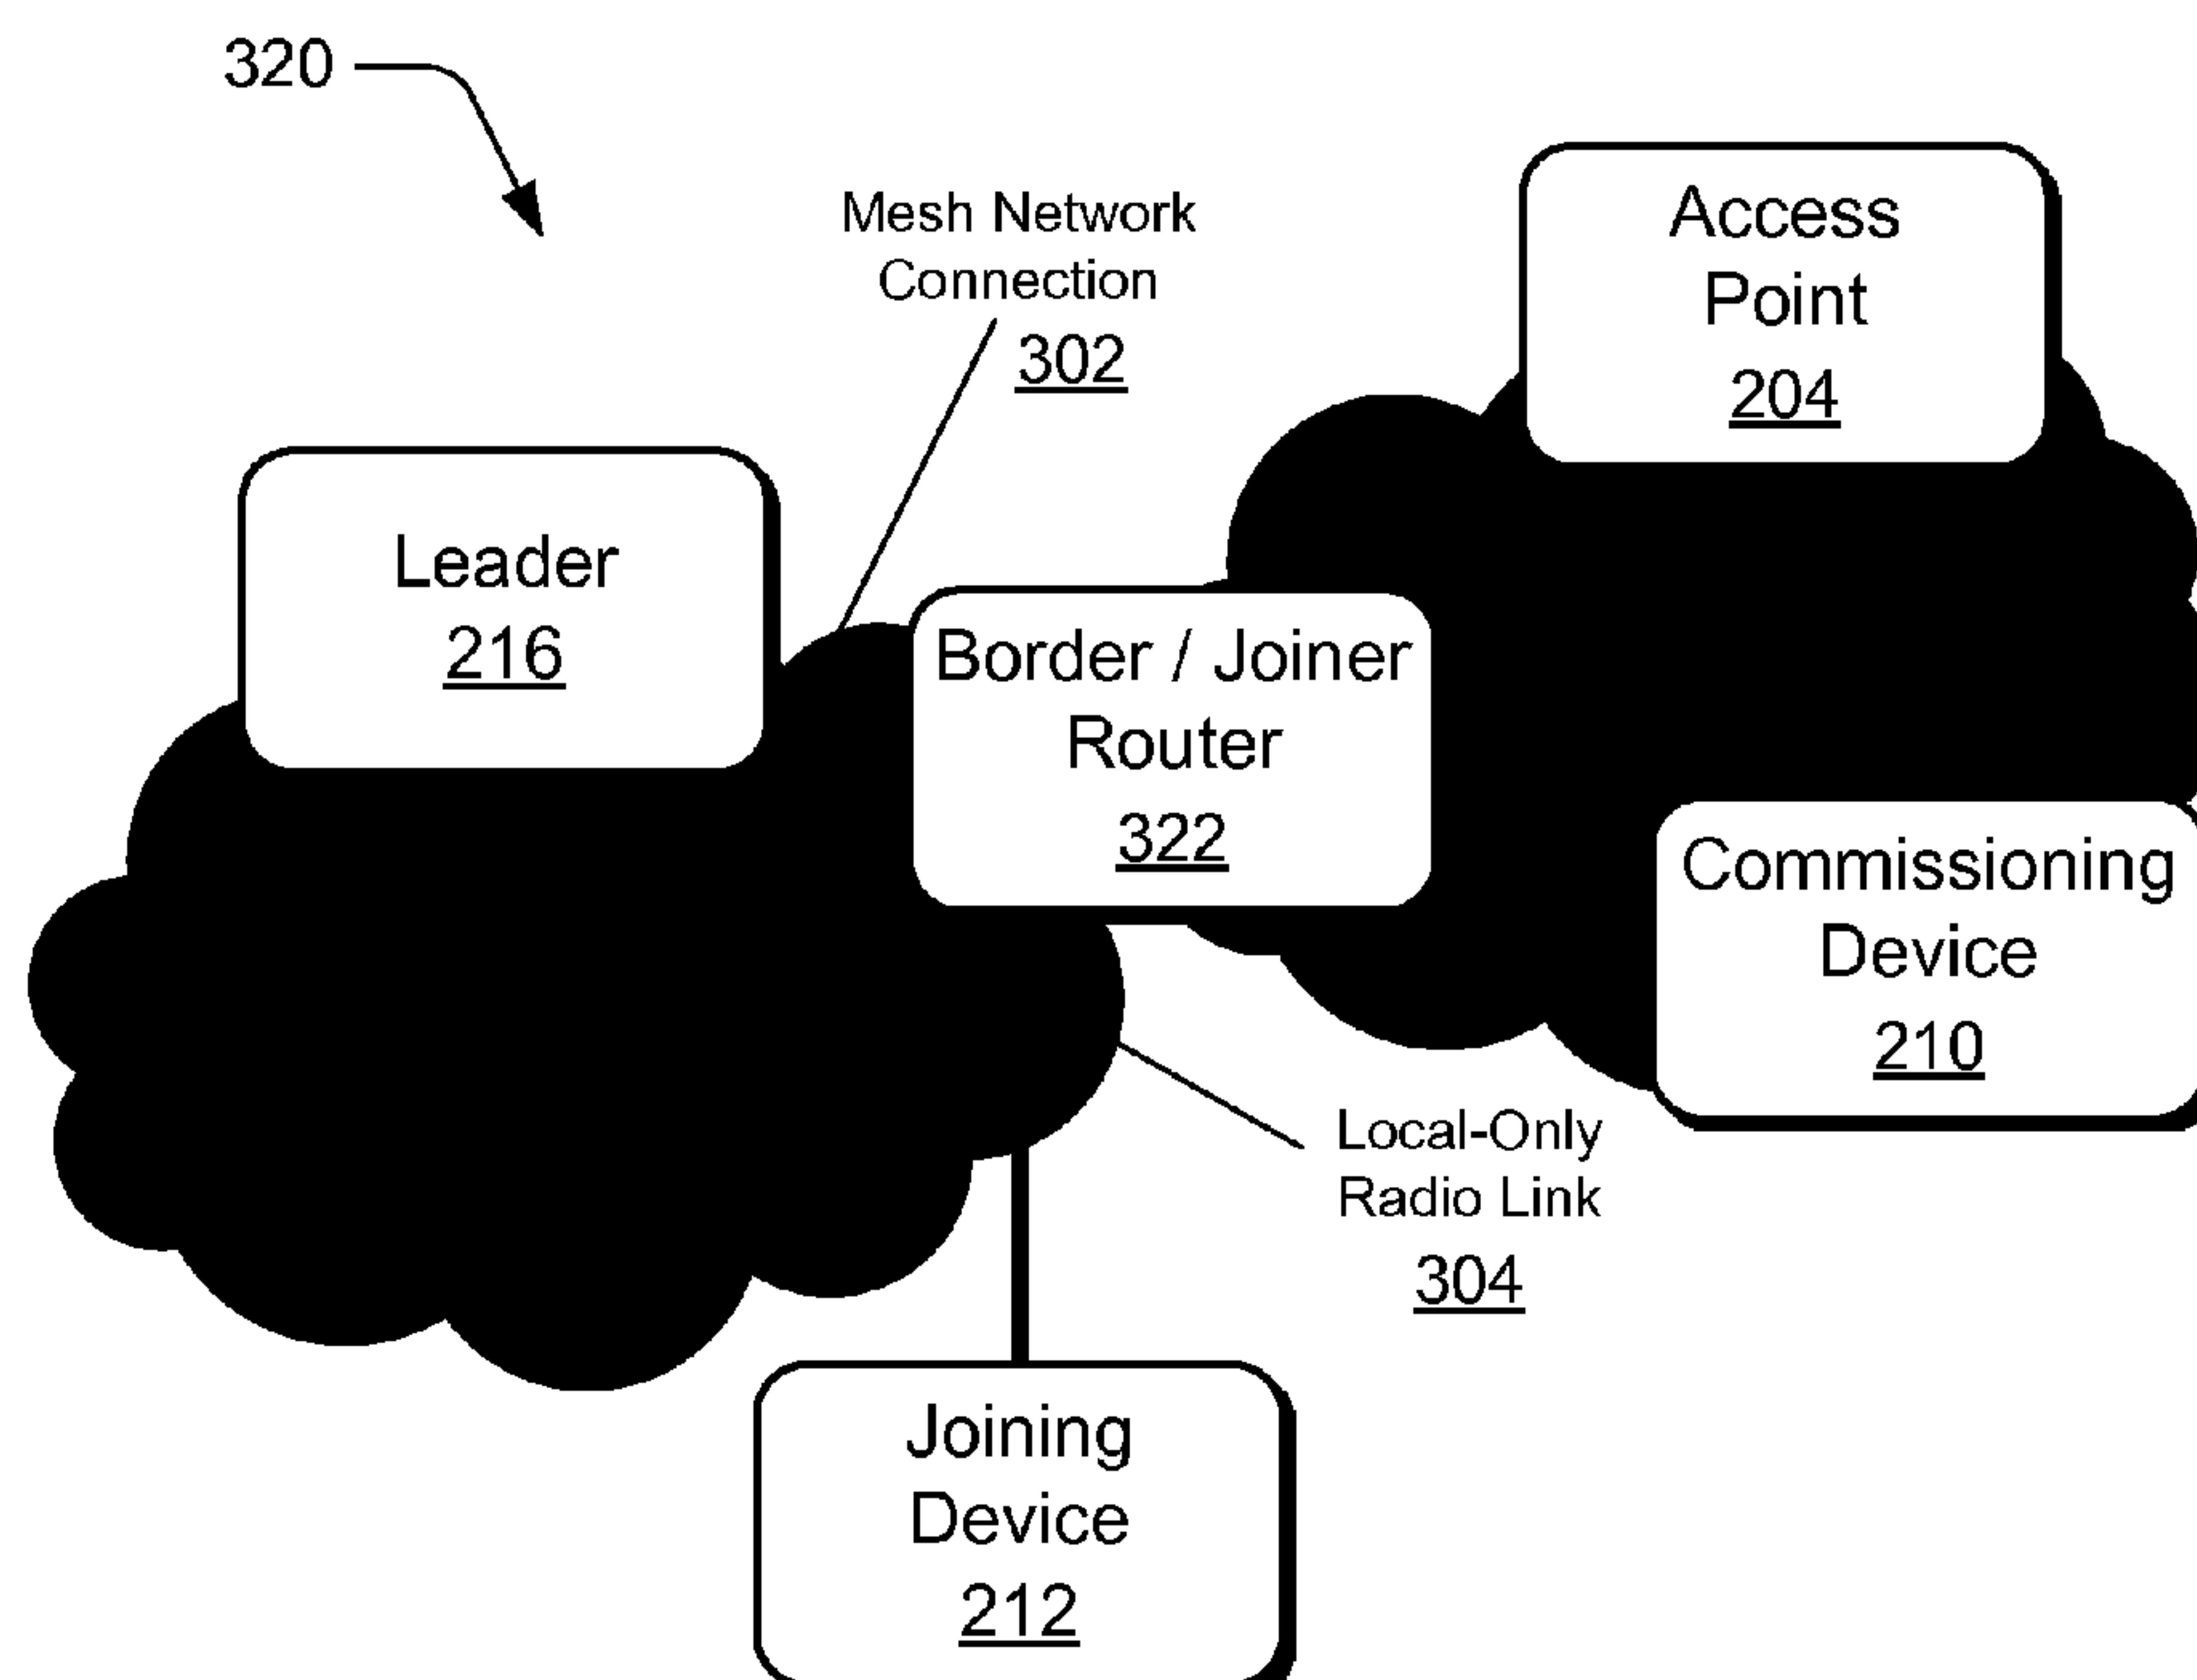 320
Mesh Network
Connection
302
Access
Point
204
Leader
216
Border / Joiner
Router
322
Commissioning
Device
210
Local-Only
Radio Link
304
Joining
Device
212